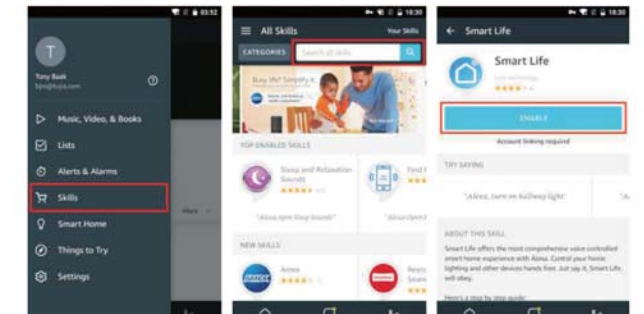 03:52
T
Tony Baak
Music, Video, & Books
Lists
Alerts & Alarms
Skills
Smart Home
Things to Try
Settings
More
18:30
All Skills
Your Skills
CATEGORIES
Search all skills
Busy life? Simplify it.
TOP ENABLED SKILLS
Sleep and Relaxation
Sounds
"Alexa open sleep sounds"
NEW SKILLS
18:30
Smart Life
Smart Life
ENABLE
Account linking required
TRY SAYING
"Alexa, turn on hallway light"
ABOUT THIS SKILL
Smart Life offers the most comprehensive voice controlled
smart home experience with Alexa. Control your home
lighting and other devices hands free. Just say it, Smart Life
will obey.
Here's a step by step guide: